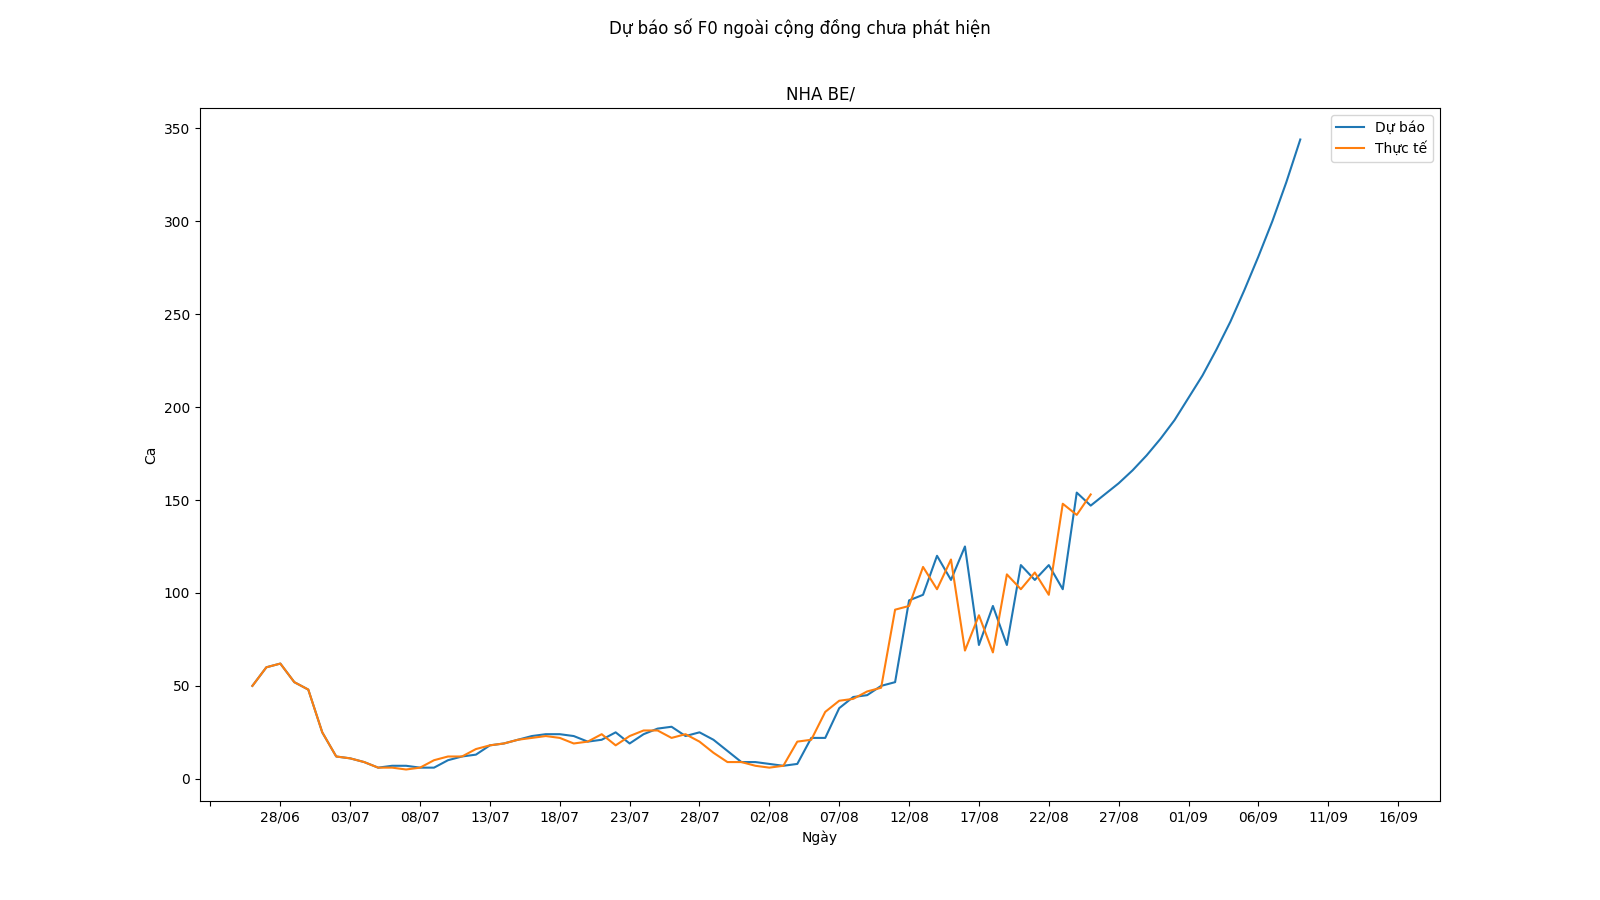 Dự báo số F0 ngoài cộng đồng chưa phát hiện
NHA BE/
Dự báo
Thực tế
350
300
250
200
150
100
50
0
Ca
28/06 03/07 08/07 13/07 18/07 23/07 28/07 02/08 07/08 12/08 17/08 22/08 27/08 01/09 06/09 11/09 16/09
Ngày